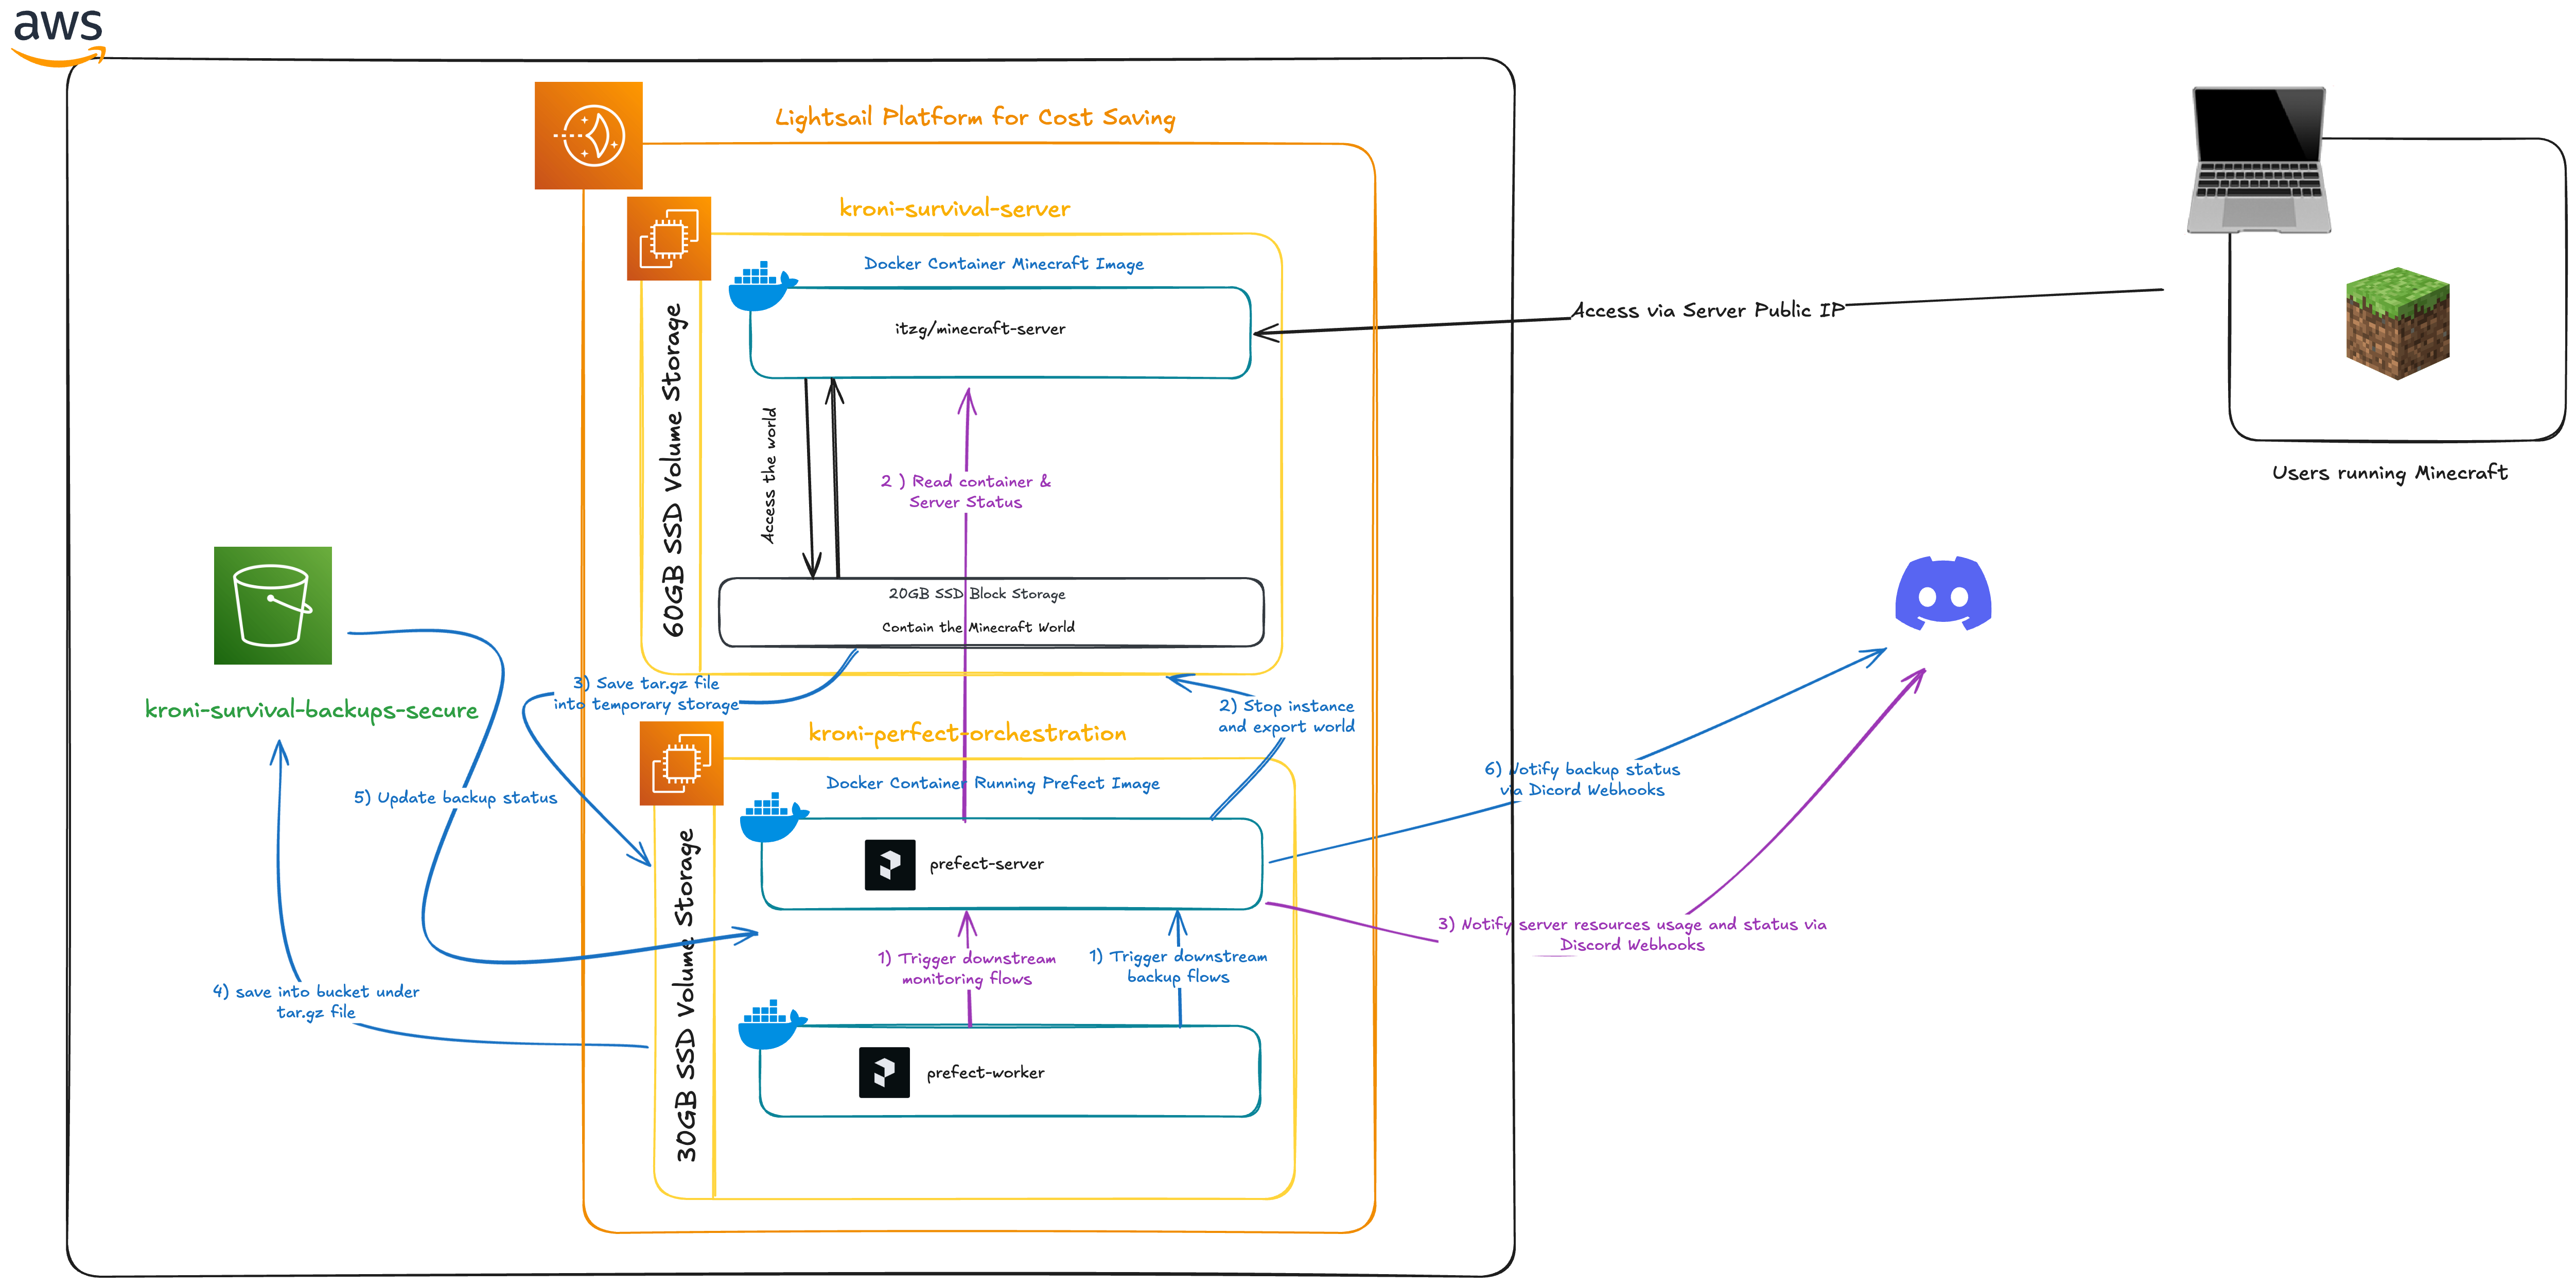 aws
Lightsail Platform for Cost Saving
kroni-survival-server
Docker Container Minecraft Image
itzg/minecraft-server
Access via Server Public IP
Users running Minecraft
60GB SSD Volume Storage
Access the world
2 ) Read container &
Server Status
20GB SSD Block Storage
Contain the Minecraft World
kroni-survival-backups-secure
3) Save tar.gz file
into temporary storage
2) Stop instance
and export world
kroni-perfect-orchestration
Docker Container Running Prefect Image
5) Update backup status
6) Notify backup status
via Dicord Webhooks
prefect-server
30GB SSD Volume Storage
3) Notify server resources usage and status via
Discord Webhooks
1) Trigger downstream
monitoring flows
1) Trigger downstream
backup flows
4) save into bucket under
tar.gz file
prefect-worker